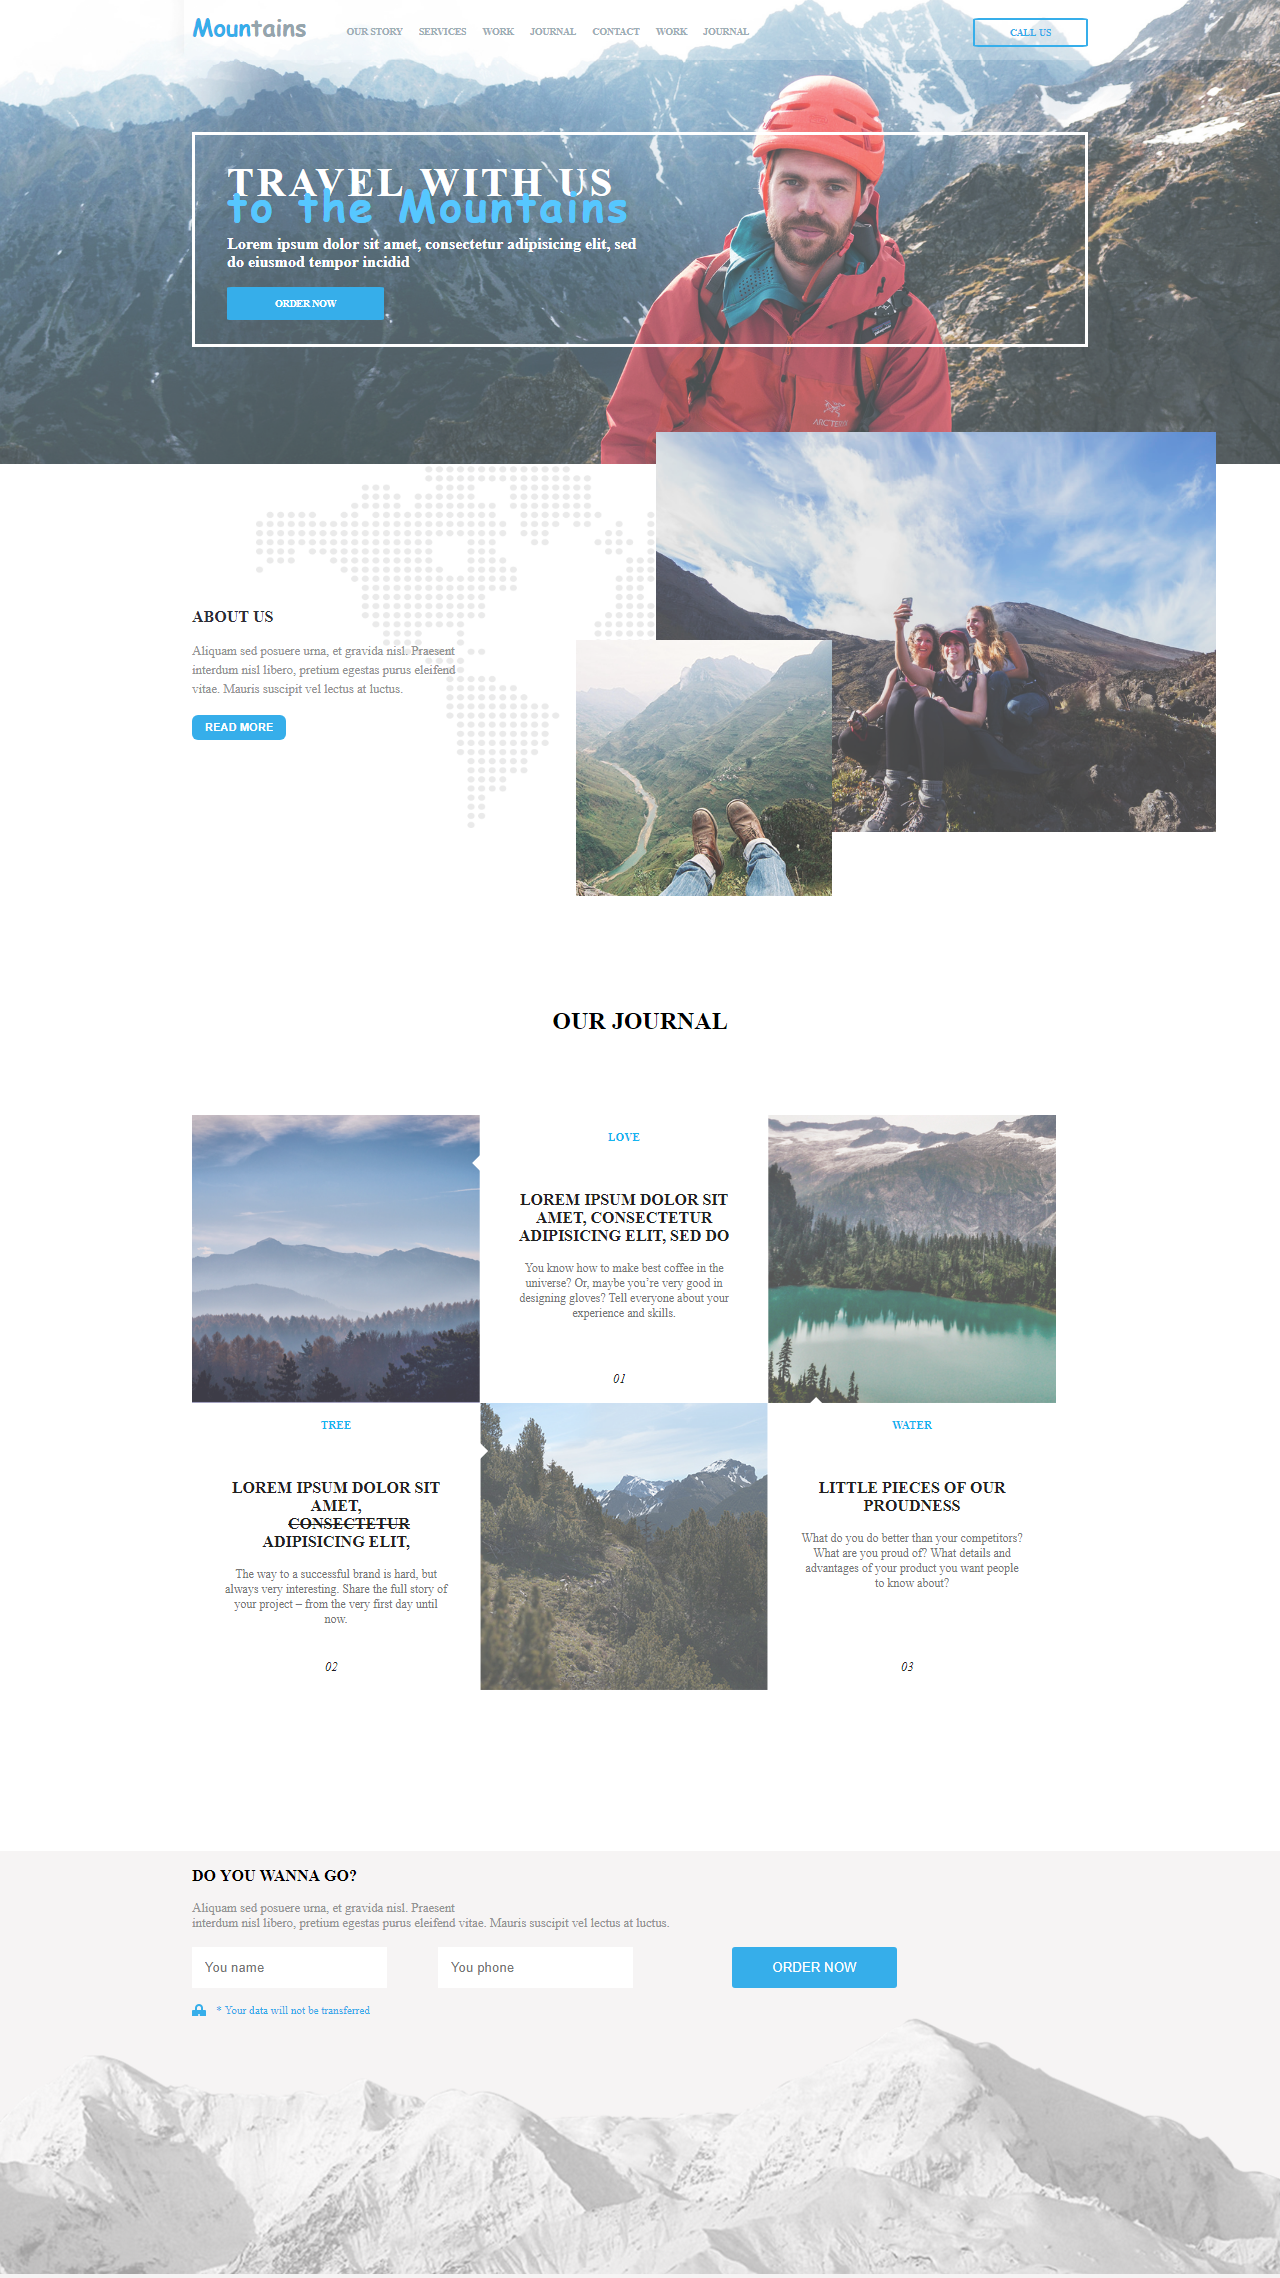 Mountains
OUR STORY SERVICES WORK JOURNAL CONTACT WORK JOURNAL
CALL US
TRAVEL WITH US
to the Mountains
Lorem ipsum dolor sit amet, consectetur adipisicing elit, sed
do eiusmod tempor incidid
ORDER NOW
ARC'TERYX
ABOUT US
Aliquam sed posuere urna, et gravida nisl. Praesent
interdum nisl libero, pretium egestas purus eleifend
vitae. Mauris suscipit vel lectus at luctus.
READ MORE
OUR JOURNAL
LOVE
LOREM IPSUM DOLOR SIT
AMET, CONSECTETUR
ADIPISICING ELIT, SED DO
You know how to make best coffee in the
universe? Or, maybe you’re very good in
designing gloves? Tell everyone about your
experience and skills.
01
TREE
LOREM IPSUM DOLOR SIT
AMET,
CONSECTETUR
ADIPISICING ELIT,
The way to a successful brand is hard, but
always very interesting. Share the full story of
your project – from the very first day until
now.
02
WATER
LITTLE PIECES OF OUR
PROUDNESS
What do you do better than your competitors?
What are you proud of? What details and
advantages of your product you want people
to know about?
03
DO YOU WANNA GO?
Aliquam sed posuere urna, et gravida nisl. Praesent
interdum nisl libero, pretium egestas purus eleifend vitae. Mauris suscipit vel lectus at luctus.
You name
You phone
ORDER NOW
* Your data will not be transferred